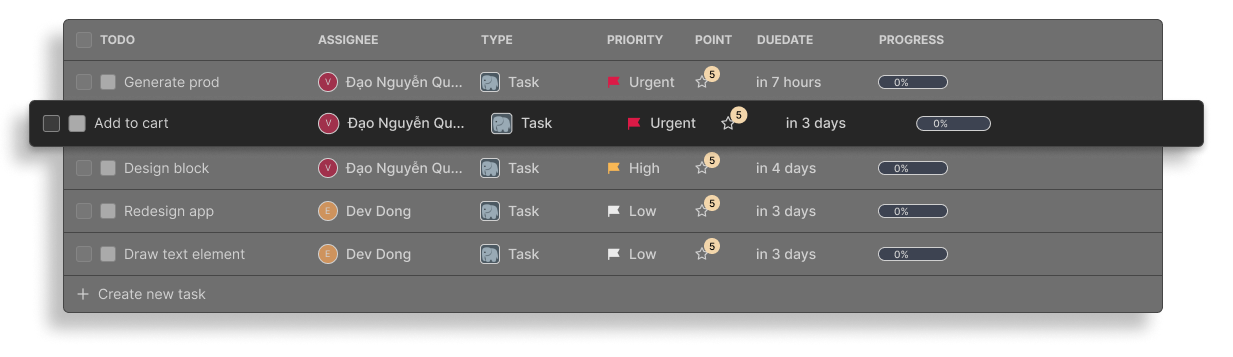 TODO ASSIGNEE TYPE PRIORITY POINT DUEDATE PROGRESS
Generate prod V Đạo Nguyễn Qu... Task Urgent 5 in 7 hours 0%
Add to cart V Đạo Nguyễn Qu... Task Urgent 5 in 3 days 0%
Design block V Đạo Nguyễn Qu... Task High 5 in 4 days 0%
Redesign app E Dev Dong Task Low 5 in 3 days 0%
Draw text element E Dev Dong Task Low 5 in 3 days 0%
+ Create new task